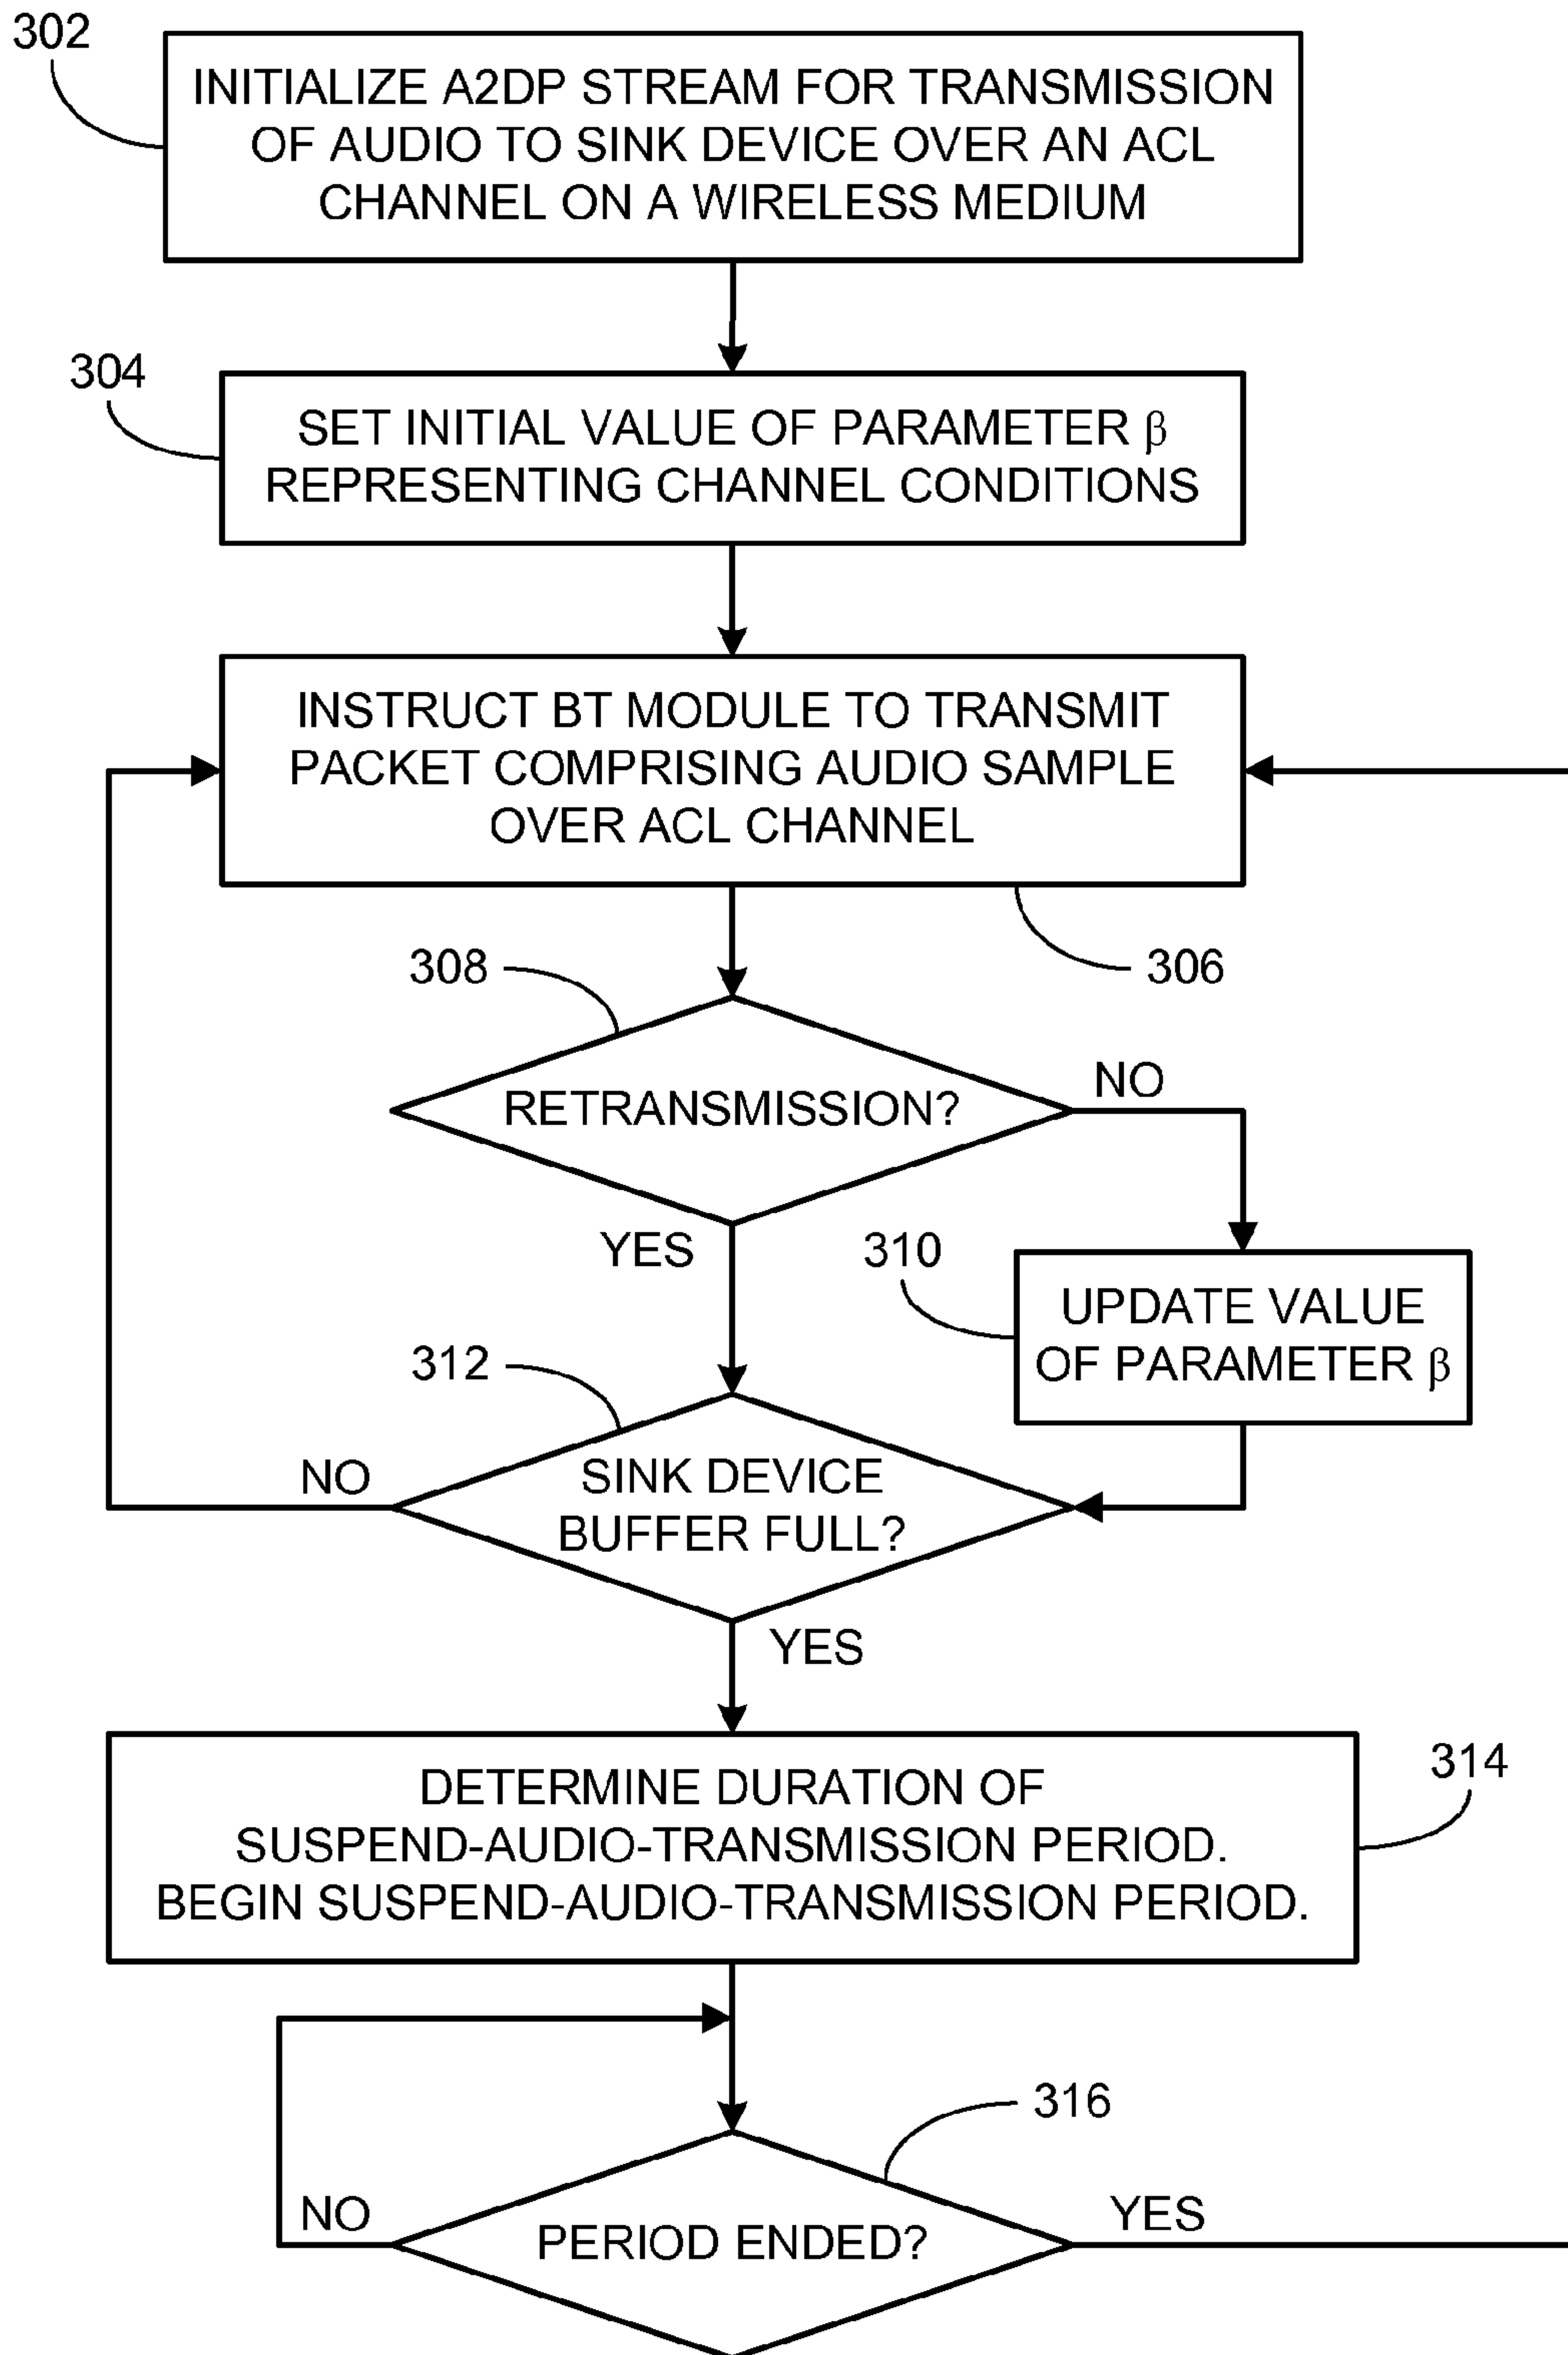 302
INITIALIZE A2DP STREAM FOR TRANSMISSION
OF AUDIO TO SINK DEVICE OVER AN ACL
CHANNEL ON A WIRELESS MEDIUM
304
SET INITIAL VALUE OF PARAMETER β
REPRESENTING CHANNEL CONDITIONS
INSTRUCT BT MODULE TO TRANSMIT
PACKET COMPRISING AUDIO SAMPLE
OVER ACL CHANNEL
306
308
RETRANSMISSION?
NO
YES
310
UPDATE VALUE
OF PARAMETER β
312
SINK DEVICE
BUFFER FULL?
NO
YES
314
DETERMINE DURATION OF
SUSPEND-AUDIO-TRANSMISSION PERIOD.
BEGIN SUSPEND-AUDIO-TRANSMISSION PERIOD.
316
PERIOD ENDED?
NO
YES